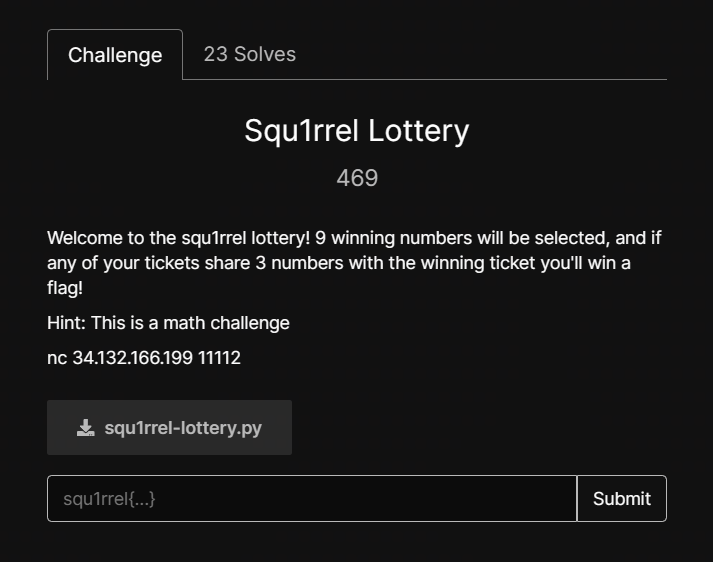 Challenge
23 Solves
Squ1rrel Lottery
469
Welcome to the squ1rrel lottery! 9 winning numbers will be selected, and if
any of your tickets share 3 numbers with the winning ticket you'll win a
flag!
Hint: This is a math challenge
nc 34.132.166.199 11112
squ1rrel-lottery.py
squ1rrel{...}
Submit